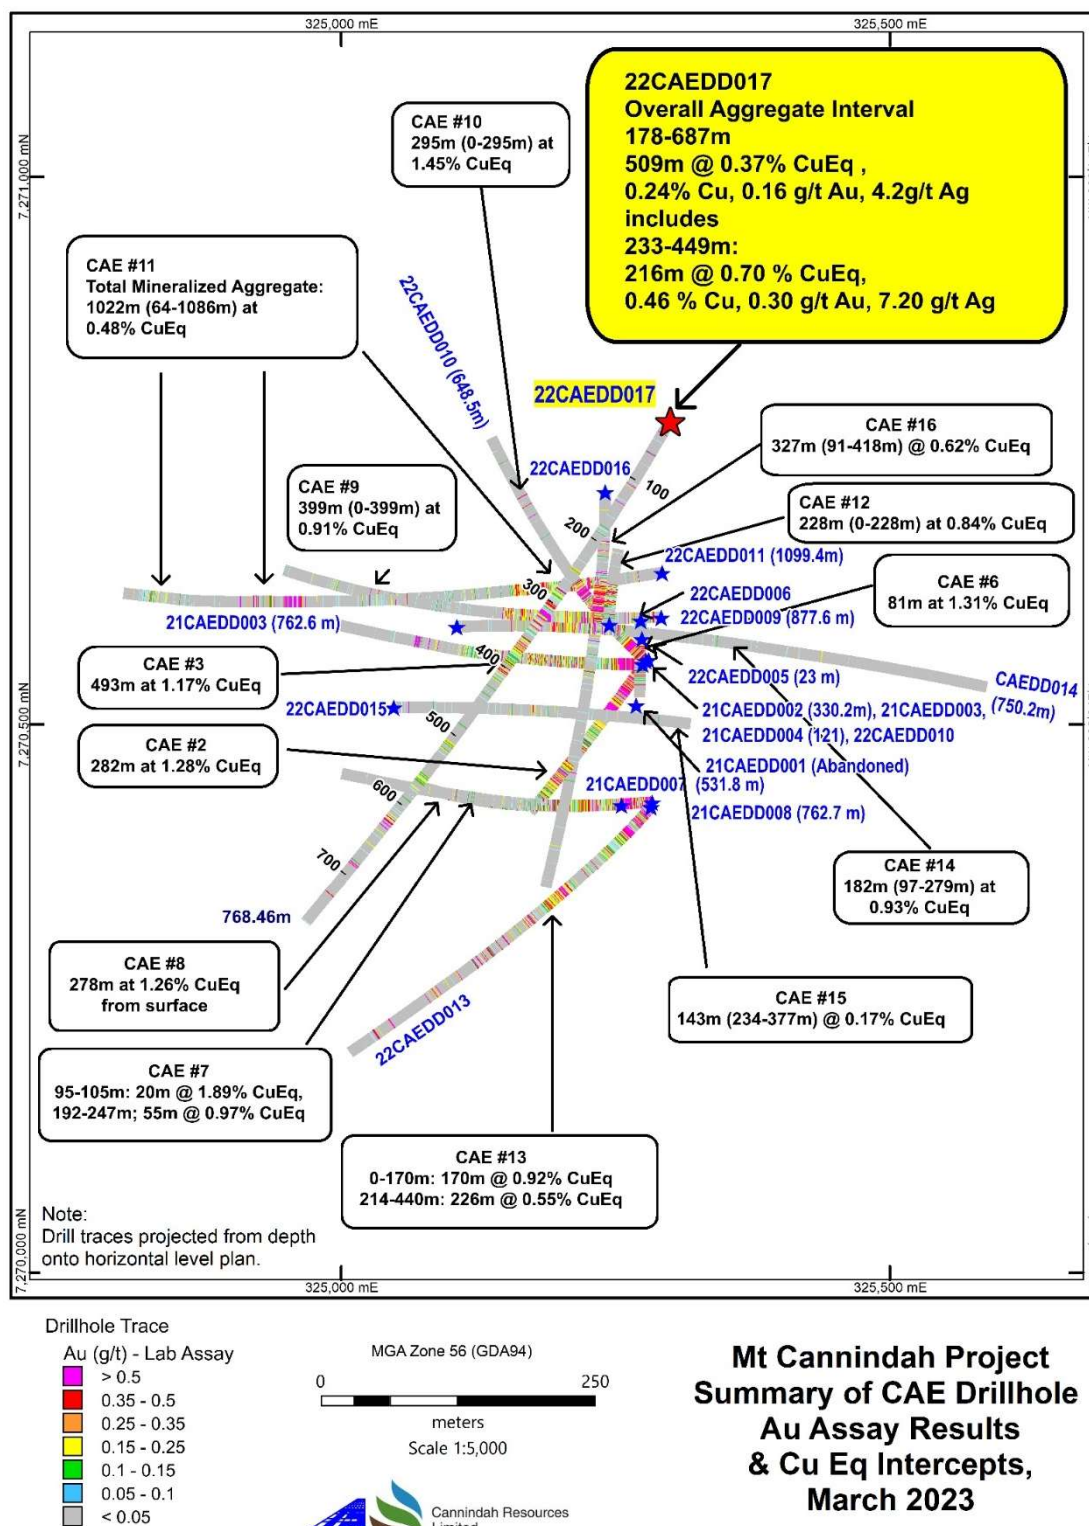 325,000 mE
325,500 mE
22CAEDD017
Overall Aggregate Interval
178-687m
509m @ 0.37% CuEq ,
0.24% Cu, 0.16 g/t Au, 4.2g/t Ag
includes
233-449m:
216m @ 0.70 % CuEq,
0.46 % Cu, 0.30 g/t Au, 7.20 g/t Ag
CAE #10
295m (0-295m) at
1.45% CuEq
7,271,000 mN
CAE #11
Total Mineralized Aggregate:
1022m (64-1086m) at
0.48% CuEq
22CAEDD010 (648.5m)
22CAEDD017
CAE #16
327m (91-418m) @ 0.62% CuEq
CAE #9
399m (0-399m) at
0.91% CuEq
22CAEDD016
100
200
CAE #12
228m (0-228m) at 0.84% CuEq
22CAEDD011 (1099.4m)
300
CAE #6
81m at 1.31% CuEq
22CAEDD006
21CAEDD003 (762.6 m)
22CAEDD009 (877.6 m)
CAE #3
493m at 1.17% CuEq
400
22CAEDD005 (23 m)
CAEDD014
(750.2m)
22CAEDD015
21CAEDD002 (330.2m), 21CAEDD003,
21CAEDD004 (121), 22CAEDD010
500
7,270,500 mN
CAE #2
282m at 1.28% CuEq
21CAEDD001 (Abandoned)
21CAEDD007 (531.8 m)
21CAEDD008 (762.7 m)
600
700
768.46m
CAE #14
182m (97-279m) at
0.93% CuEq
CAE #8
278m at 1.26% CuEq
from surface
CAE #15
143m (234-377m) @ 0.17% CuEq
22CAEDD013
CAE #7
95-105m: 20m @ 1.89% CuEq,
192-247m; 55m @ 0.97% CuEq
CAE #13
0-170m: 170m @ 0.92% CuEq
214-440m: 226m @ 0.55% CuEq
Note:
Drill traces projected from depth
onto horizontal level plan.
7,270,000 mN
325,000 mE
325,500 mE
Drillhole Trace
Au (g/t) - Lab Assay
> 0.5
0.35 - 0.5
0.25 - 0.35
0.15 - 0.25
0.1 - 0.15
0.05 - 0.1
< 0.05
MGA Zone 56 (GDA94)
0 250
meters
Scale 1:5,000
Cannindah Resources
Limited
Mt Cannindah Project
Summary of CAE Drillhole
Au Assay Results
& Cu Eq Intercepts,
March 2023